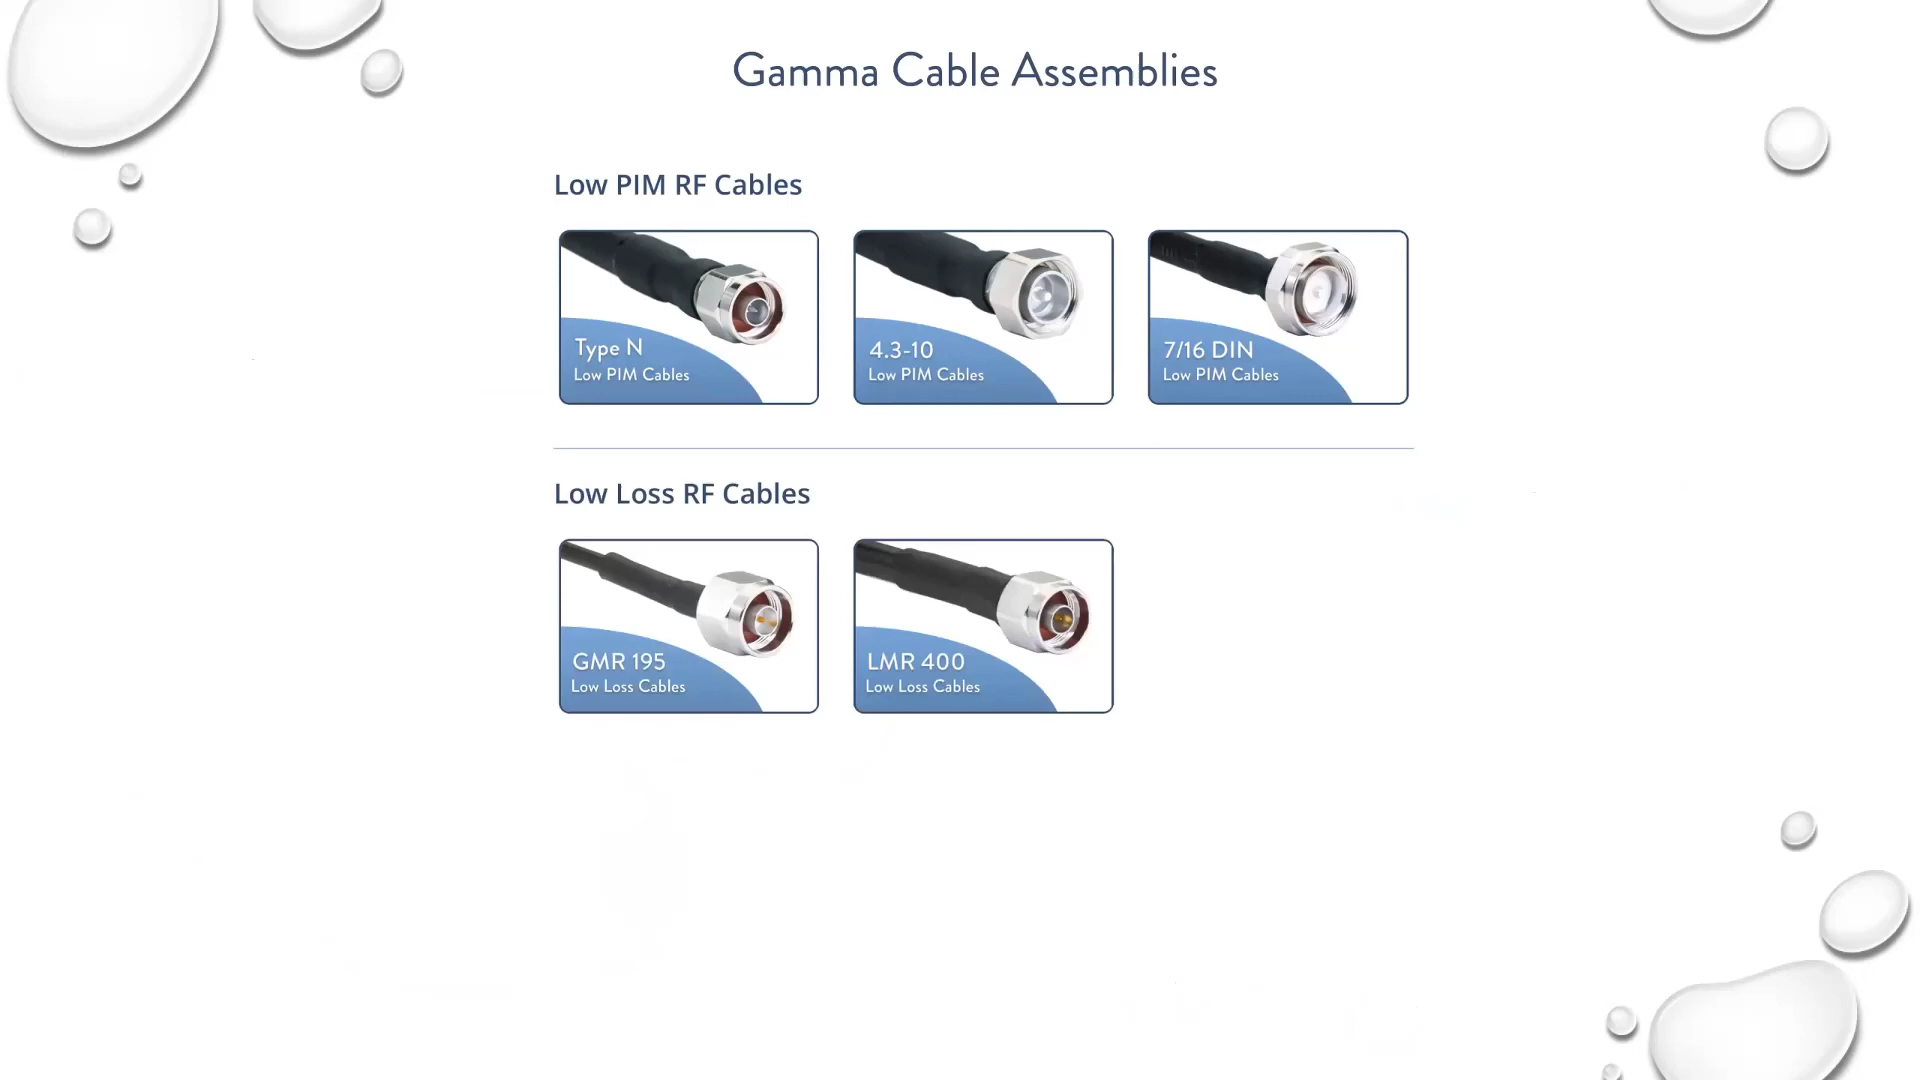 Gamma Cable Assemblies
Low PIM RF Cables
Type N
Low PIM Cables
4.3-10
Low PIM Cables
7/16 DIN
Low PIM Cables
Low Loss RF Cables
GMR 195
Low Loss Cables
LMR 400
Low Loss Cables